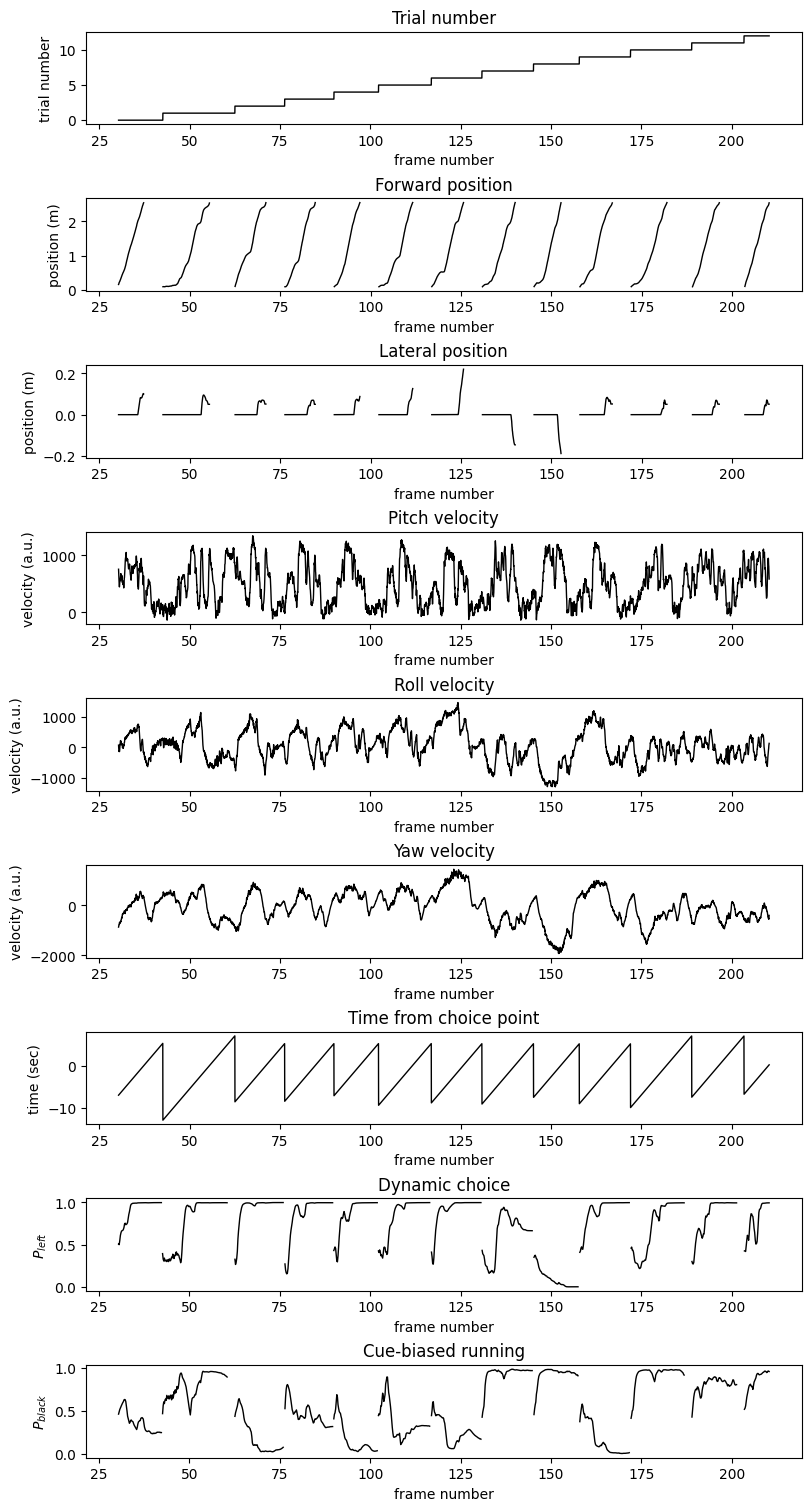 Trial number
trial number
10
5
0
25 50 75 100 125 150 175 200
frame number
Forward position
position (m)
2
1
0
25 50 75 100 125 150 175 200
frame number
Lateral position
position (m)
0.2
0.0
−0.2
25 50 75 100 125 150 175 200
frame number
Pitch velocity
velocity (a.u.)
1000
0
25 50 75 100 125 150 175 200
frame number
Roll velocity
velocity (a.u.)
1000
0
−1000
25 50 75 100 125 150 175 200
frame number
Yaw velocity
velocity (a.u.)
0
−2000
25 50 75 100 125 150 175 200
frame number
Time from choice point
time (sec)
0
−10
25 50 75 100 125 150 175 200
frame number
Dynamic choice
P_left
1.0
0.5
0.0
25 50 75 100 125 150 175 200
frame number
Cue-biased running
P_black
1.0
0.5
0.0
25 50 75 100 125 150 175 200
frame number